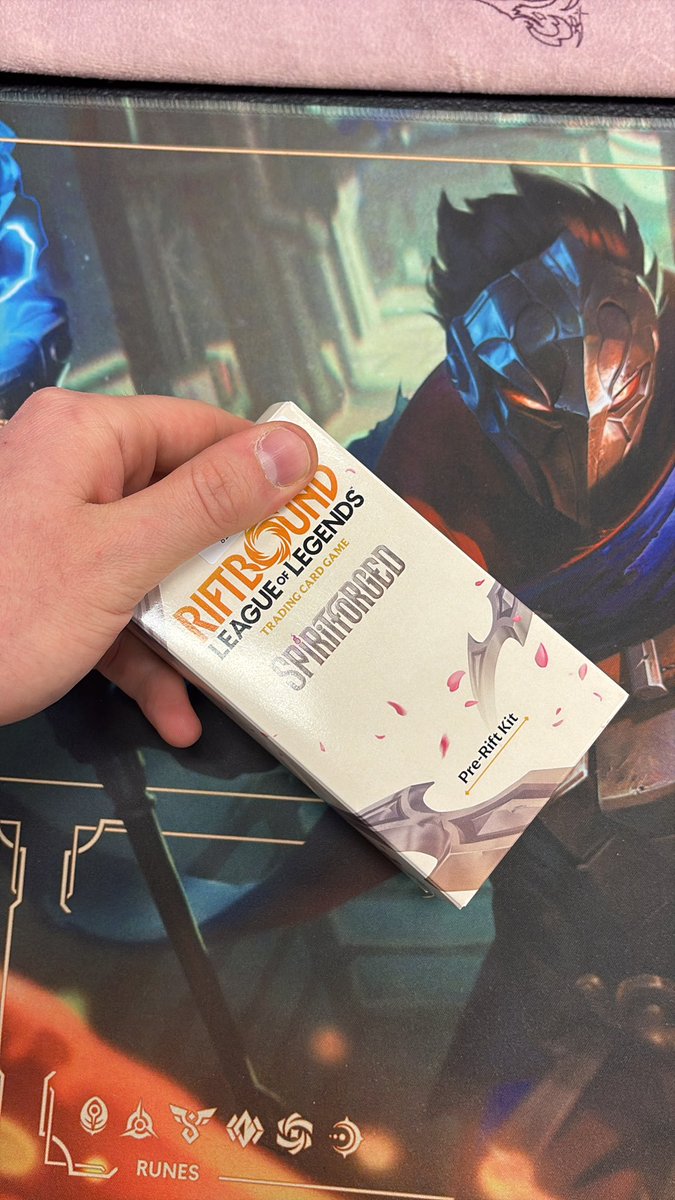 RIFTBOUND
LEAGUE OF LEGENDS
TRADING CARD GAME
SPIRITFORGED
Pre-Rift Kit
RUNES